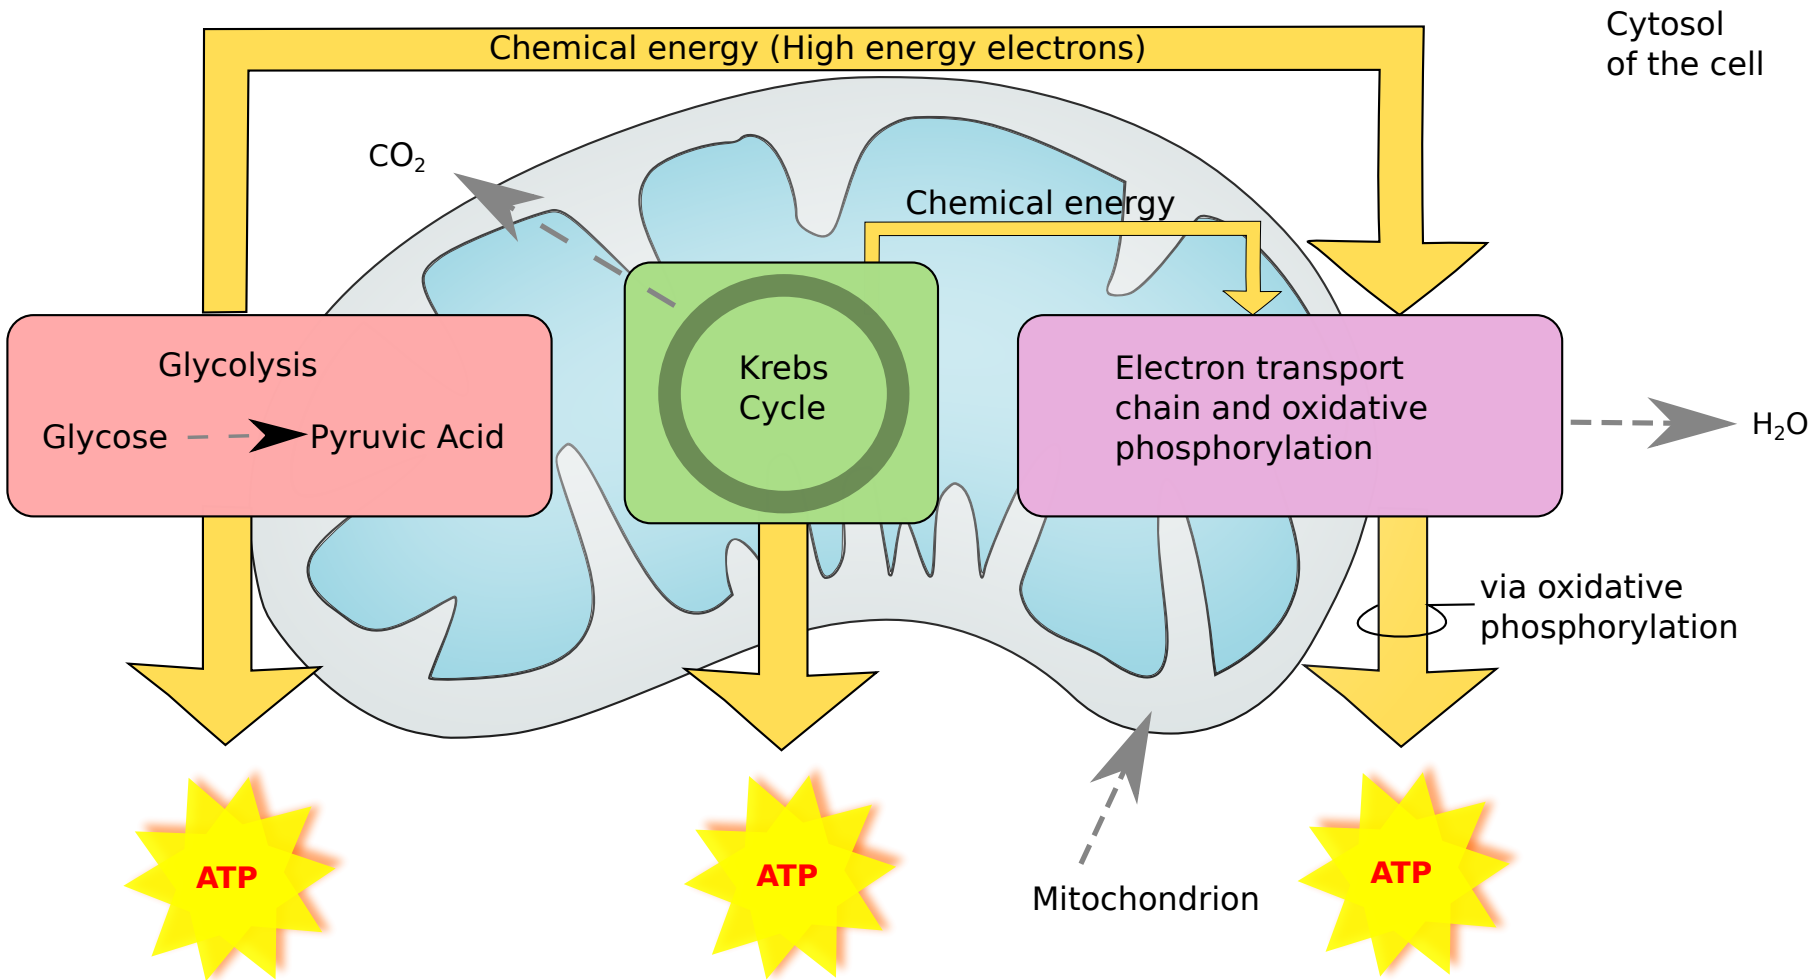 Chemical energy (High energy electrons)
Cytosol
of the cell
CO₂
Chemical energy
Glycolysis
Glycose
Pyruvic Acid
Krebs
Cycle
Electron transport
chain and oxidative
phosphorylation
H₂O
via oxidative
phosphorylation
ATP
ATP
ATP
Mitochondrion